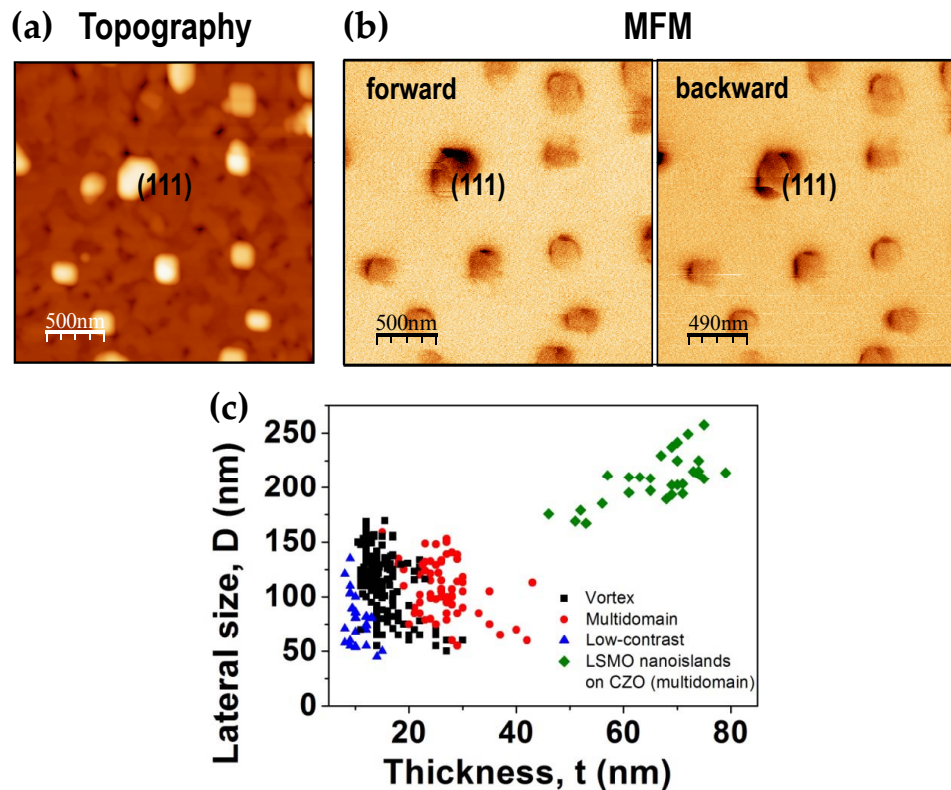 (a) Topography
(b) MFM
(111)
500nm
forward
(111)
500nm
backward
(111)
490nm
(c)
Lateral size, D (nm)
250
200
150
100
50
0
Vortex
Multidomain
Low-contrast
LSMO nanoislands
on CZO (multidomain)
20 40 60 80
Thickness, t (nm)